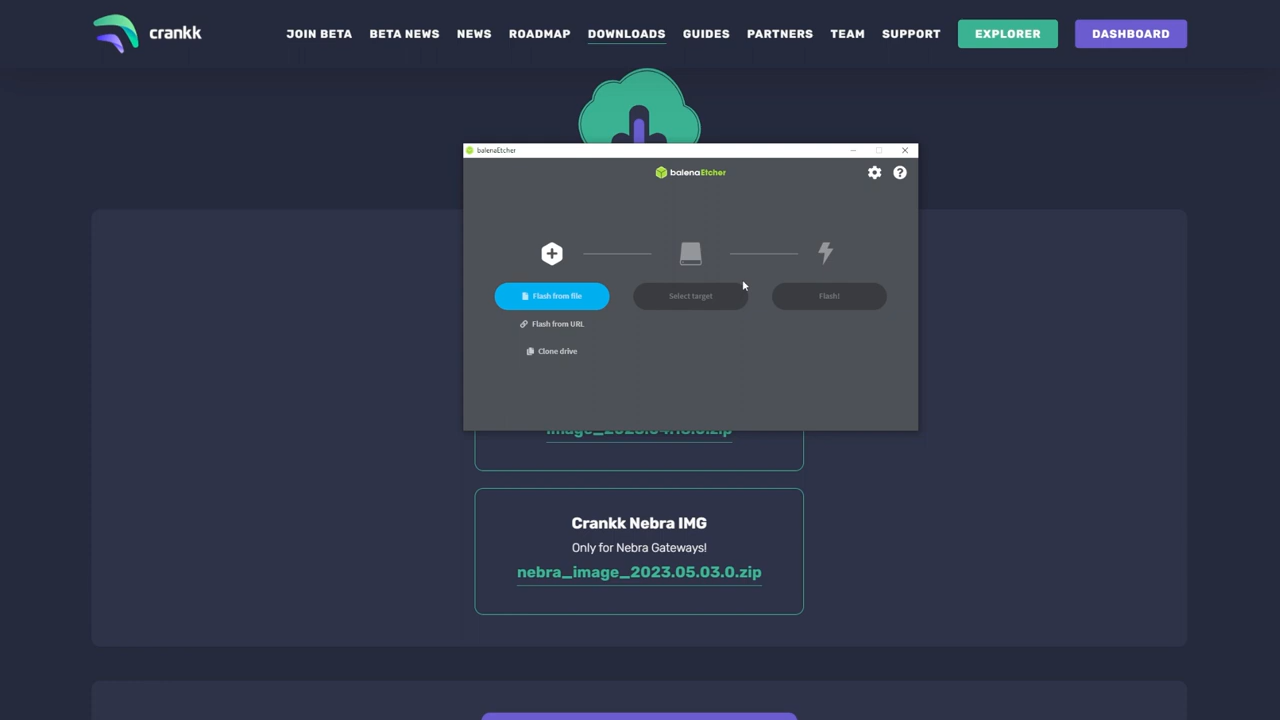 crankk
JOIN BETA BETA NEWS NEWS ROADMAP DOWNLOADS GUIDES PARTNERS TEAM SUPPORT EXPLORER DASHBOARD
balenaEtcher
balenaEtcher
Flash from file Select target Flash!
Flash from URL
Clone drive
Crankk Nebra IMG
Only for Nebra Gateways!
nebra_image_2023.05.03.0.zip